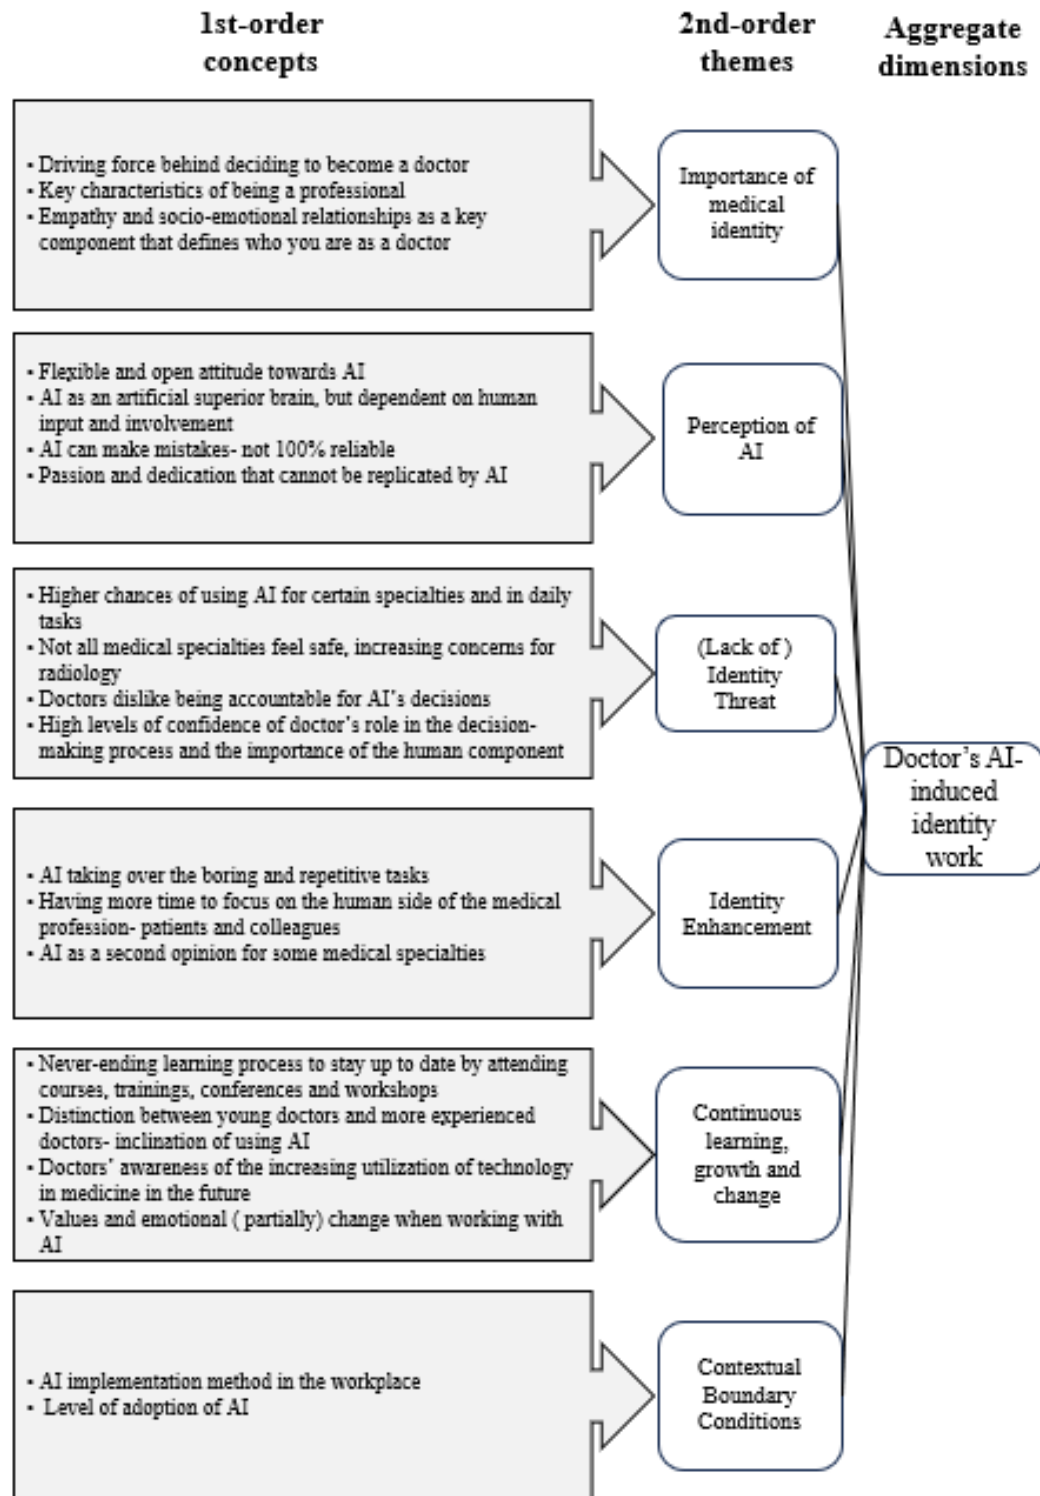 1st-order
concepts
2nd-order
themes
Aggregate
dimensions
▪ Driving force behind deciding to become a doctor
▪ Key characteristics of being a professional
▪ Empathy and socio-emotional relationships as a key
component that defines who you are as a doctor
Importance of
medical
identity
▪ Flexible and open attitude towards AI
▪ AI as an artificial superior brain, but dependent on human
input and involvement
▪ AI can make mistakes- not 100% reliable
▪ Passion and dedication that cannot be replicated by AI
Perception of
AI
▪ Higher chances of using AI for certain specialties and in daily
tasks
▪ Not all medical specialties feel safe, increasing concerns for
radiology
▪ Doctors dislike being accountable for AI’s decisions
▪ High levels of confidence of doctor’s role in the decision-
making process and the importance of the human component
(Lack of )
Identity
Threat
Doctor’s AI-
induced
identity
work
▪ AI taking over the boring and repetitive tasks
▪ Having more time to focus on the human side of the medical
profession- patients and colleagues
▪ AI as a second opinion for some medical specialties
Identity
Enhancement
▪ Never-ending learning process to stay up to date by attending
courses, trainings, conferences and workshops
▪ Distinction between young doctors and more experienced
doctors- inclination of using AI
▪ Doctors’ awareness of the increasing utilization of technology
in medicine in the future
▪ Values and emotional ( partially) change when working with
AI
Continuous
learning,
growth and
change
▪ AI implementation method in the workplace
▪ Level of adoption of AI
Contextual
Boundary
Conditions